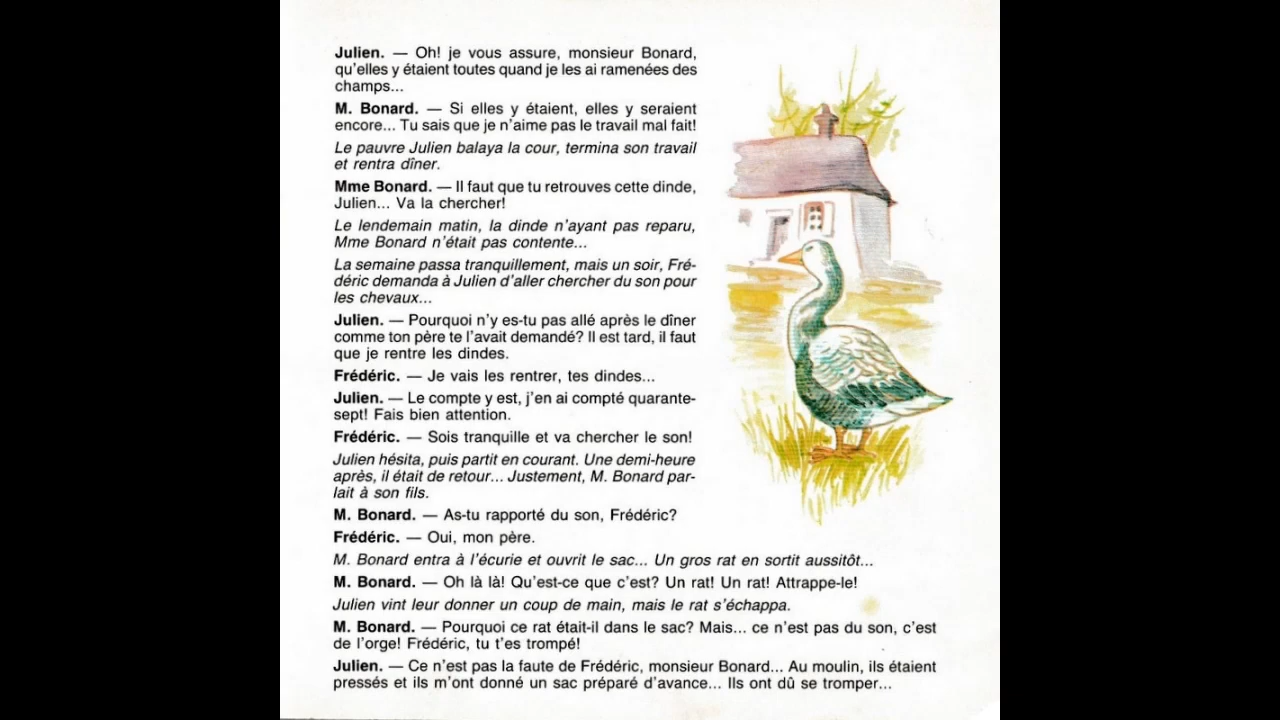 Julien. — Oh! je vous assure, monsieur Bonard,
qu'elles y étaient toutes quand je les ai ramenées des
champs...
M. Bonard. — Si elles y étaient, elles y seraient
encore... Tu sais que je n'aime pas le travail mal fait!
Le pauvre Julien balaya la cour, termina son travail
et rentra dîner.
Mme Bonard. — Il faut que tu retrouves cette dinde,
Julien... Va la chercher!
Le lendemain matin, la dinde n'ayant pas reparu,
Mme Bonard n'était pas contente...
La semaine passa tranquillement, mais un soir, Fré-
déric demanda à Julien d'aller chercher du son pour
les chevaux...
Julien. — Pourquoi n'y es-tu pas allé après le dîner
comme ton père te l'avait demandé? Il est tard, il faut
que je rentre les dindes.
Frédéric. — Je vais les rentrer, tes dindes...
Julien. — Le compte y est, j'en ai compté quarante-
sept! Fais bien attention.
Frédéric. — Sois tranquille et va chercher le son!
Julien hésita, puis partit en courant. Une demi-heure
après, il était de retour... Justement, M. Bonard par-
lait à son fils.
M. Bonard. — As-tu rapporté du son, Frédéric?
Frédéric. — Oui, mon père.
M. Bonard entra à l'écurie et ouvrit le sac... Un gros rat en sortit aussitôt...
M. Bonard. — Oh là là! Qu'est-ce que c'est? Un rat! Un rat! Attrappe-le!
Julien vint leur donner un coup de main, mais le rat s'échappa.
M. Bonard. — Pourquoi ce rat était-il dans le sac? Mais... ce n'est pas du son, c'est
de l'orge! Frédéric, tu t'es trompé!
Julien. — Ce n'est pas la faute de Frédéric, monsieur Bonard... Au moulin, ils étaient
pressés et ils m'ont donné un sac préparé d'avance... Ils ont dû se tromper...